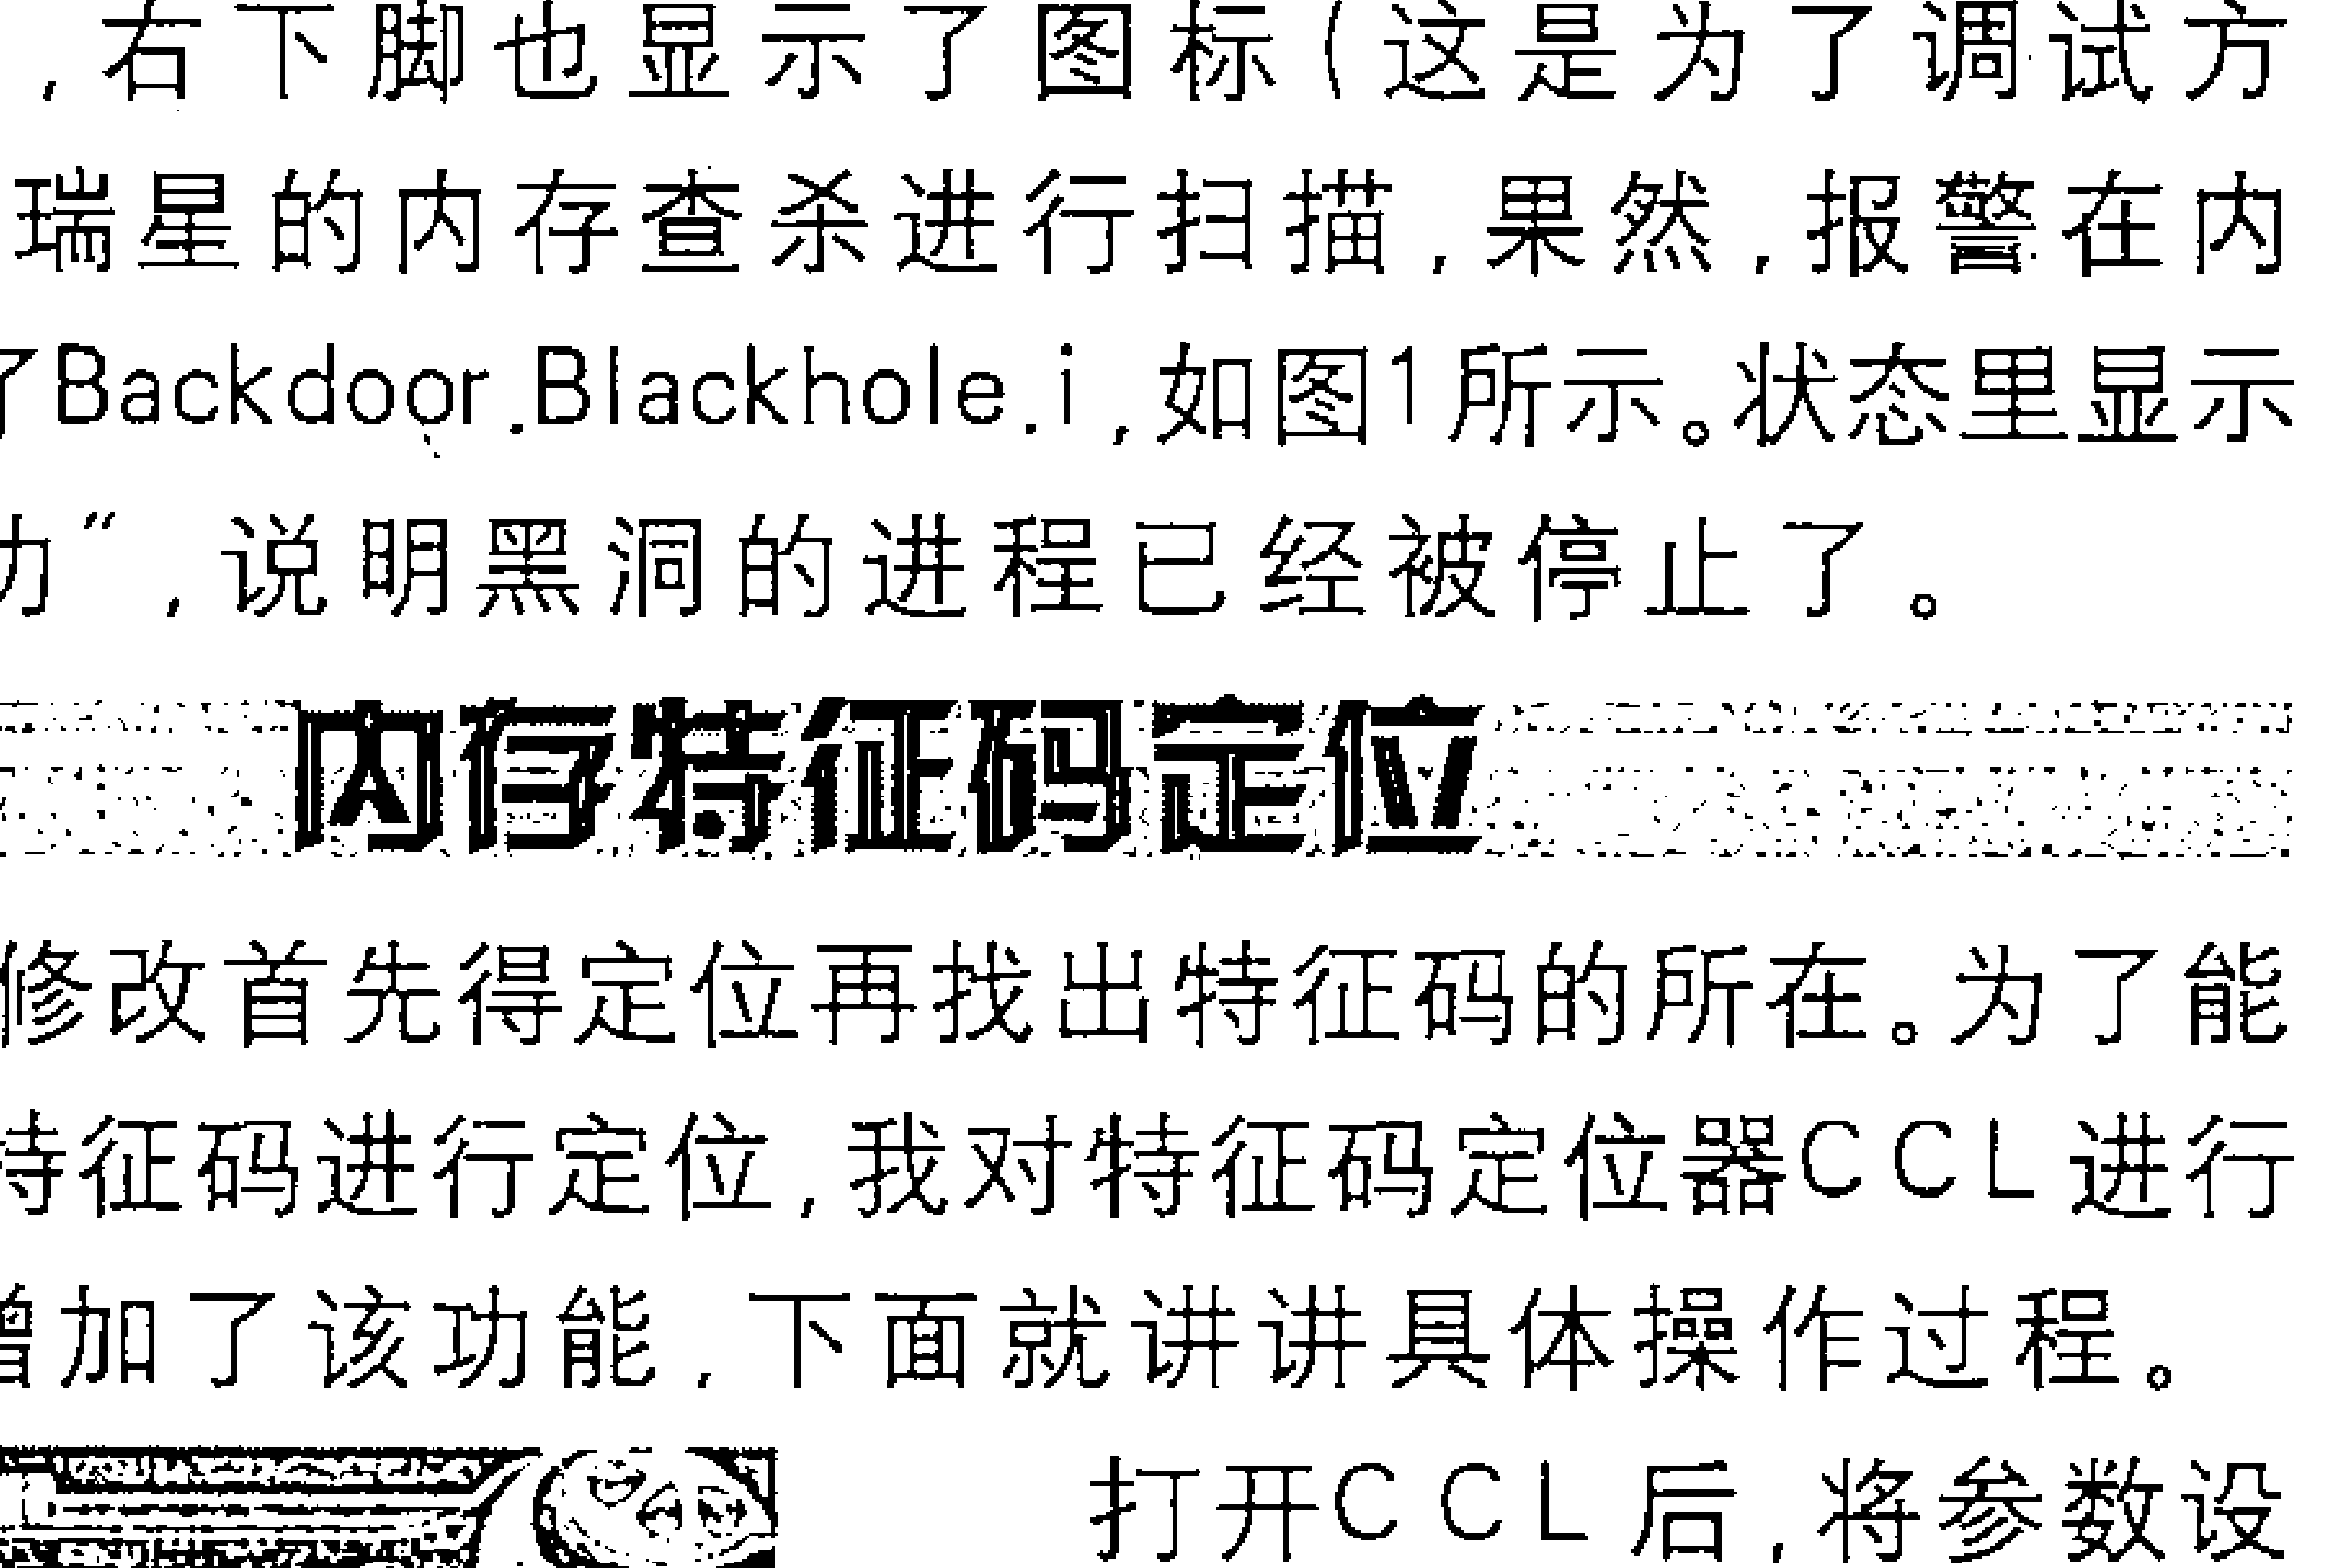 ，右下脚也显示了图标（这是为了调试方
瑞星的内存查杀进行扫描，果然，报警在内
了Backdoor.Blackhole.i，如图1所示。状态里显示
功”，说明黑洞的进程已经被停止了。
内存特征码定位
修改首先得定位再找出特征码的所在。为了能
特征码进行定位，我对特征码定位器CCL进行
增加了该功能，下面就讲讲具体操作过程。
打开CCL后，将参数设